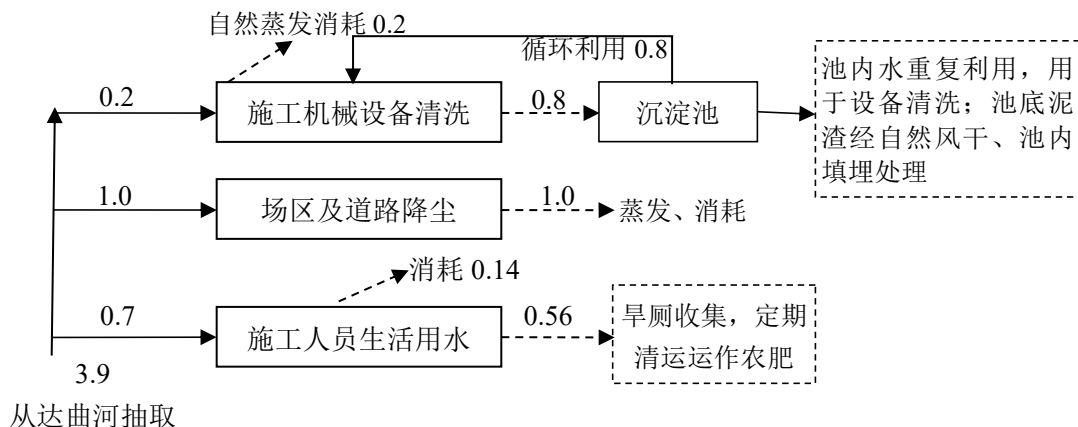 自然蒸发消耗 0.2
循环利用 0.8
0.2
施工机械设备清洗
0.8
沉淀池
池内水重复利用，用
于设备清洗；池底泥
渣经自然风干、池内
填埋处理
1.0
场区及道路降尘
1.0
蒸发、消耗
消耗 0.14
0.7
施工人员生活用水
0.56
旱厕收集，定期
清运运作农肥
3.9
从达曲河抽取